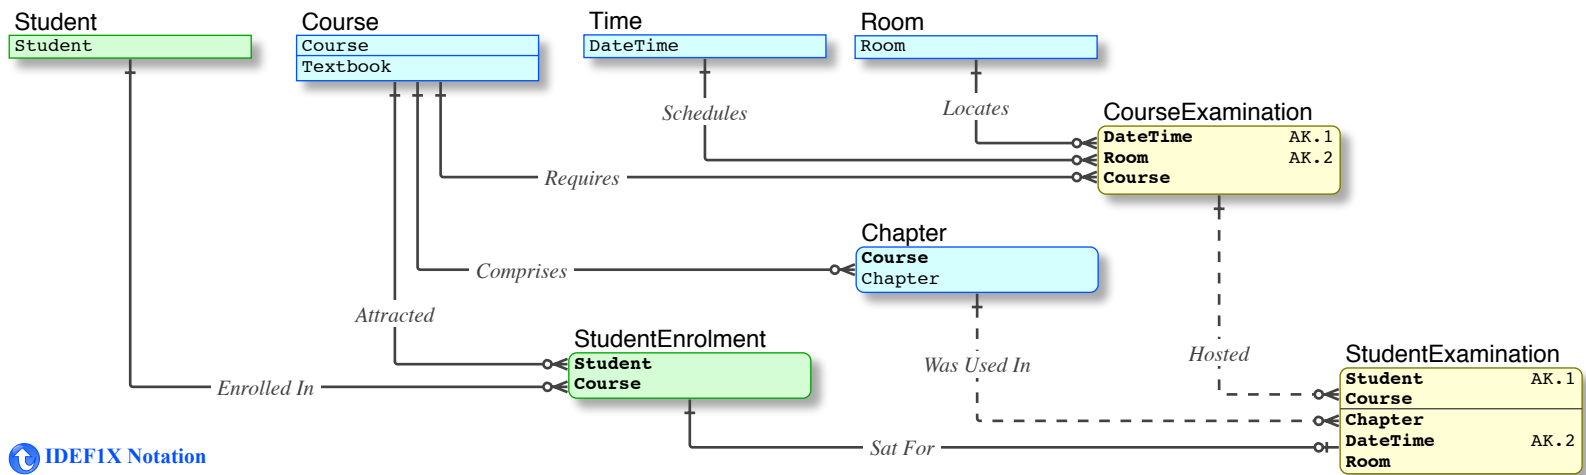 Student
Student
Course
Course
Textbook
Time
DateTime
Room
Room
Schedules
Locates
CourseExamination
DateTime AK.1
Room AK.2
Course
Requires
Chapter
Course
Chapter
Comprises
Attracted
StudentEnrolment
Student
Course
Enrolled In
Was Used In
Hosted
StudentExamination
Student AK.1
Course
Chapter
DateTime AK.2
Room
Sat For
IDEF1X Notation